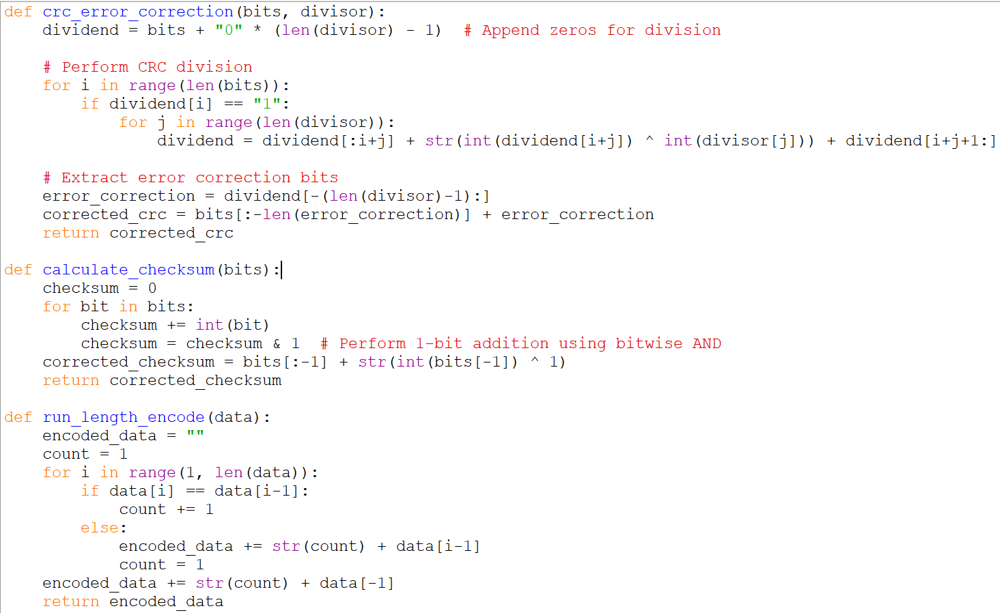 def crc_error_correction(bits, divisor):
    dividend = bits + "0" * (len(divisor) - 1)  # Append zeros for division

    # Perform CRC division
    for i in range(len(bits)):
        if dividend[i] == "1":
            for j in range(len(divisor)):
                dividend = dividend[:i+j] + str(int(dividend[i+j]) ^ int(divisor[j])) + dividend[i+j+1:]

    # Extract error correction bits
    error_correction = dividend[-(len(divisor)-1):]
    corrected_crc = bits[:-len(error_correction)] + error_correction
    return corrected_crc

def calculate_checksum(bits):
    checksum = 0
    for bit in bits:
        checksum += int(bit)
        checksum = checksum & 1  # Perform 1-bit addition using bitwise AND
    corrected_checksum = bits[:-1] + str(int(bits[-1]) ^ 1)
    return corrected_checksum

def run_length_encode(data):
    encoded_data = ""
    count = 1
    for i in range(1, len(data)):
        if data[i] == data[i-1]:
            count += 1
        else:
            encoded_data += str(count) + data[i-1]
            count = 1
    encoded_data += str(count) + data[-1]
    return encoded_data